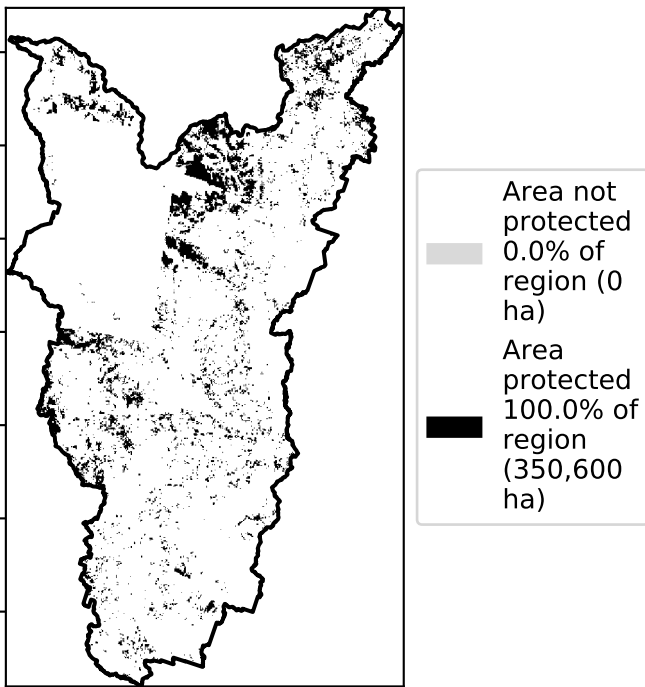 Area not
protected
0.0% of
region (0
ha)
Area
protected
100.0% of
region
(350,600
ha)